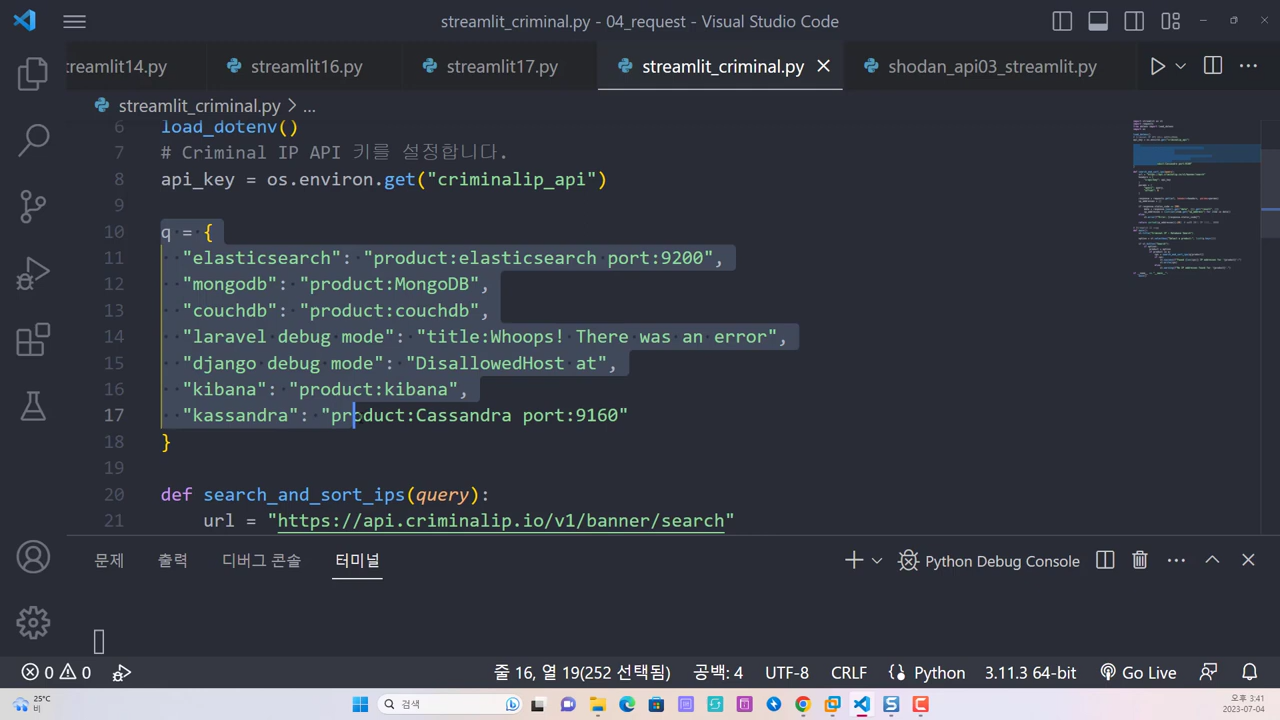 streamlit_criminal.py - 04_request - Visual Studio Code
treamlit14.py streamlit16.py streamlit17.py streamlit_criminal.py shodan_api03_streamlit.py
streamlit_criminal.py > ...
6 load_dotenv()
7 # Criminal IP API 키를 설정합니다.
8 api_key = os.environ.get("criminalip_api")
9
10 q = {
11 "elasticsearch": "product:elasticsearch port:9200",
12 "mongodb": "product:MongoDB",
13 "couchdb": "product:couchdb",
14 "laravel debug mode": "title:Whoops! There was an error",
15 "django debug mode": "DisallowedHost at",
16 "kibana": "product:kibana",
17 "kassandra": "product:Cassandra port:9160"
18 }
19
20 def search_and_sort_ips(query):
21 url = "https://api.criminalip.io/v1/banner/search"
문제 출력 디버그 콘솔 터미널 Python Debug Console
0 0 줄 16, 열 19(252 선택됨) 공백: 4 UTF-8 CRLF Python 3.11.3 64-bit Go Live
25°C
비
검색
오후 3:41
2023-07-04